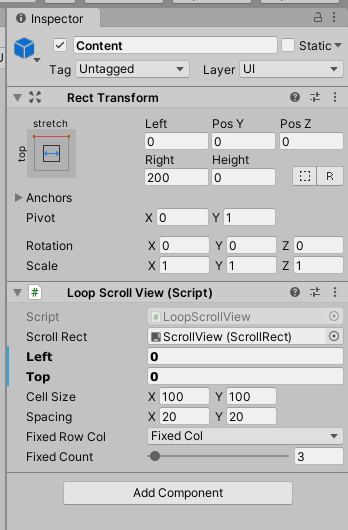 Inspector
Content
Static
Tag Untagged Layer UI
Rect Transform
stretch
top
Left Pos Y Pos Z
0 0 0
Right Height
200 0
R
Anchors
Pivot X 0 Y 1
Rotation X 0 Y 0 Z 0
Scale X 1 Y 1 Z 1
# Loop Scroll View (Script)
Script # LoopScrollView
Scroll Rect ScrollView (ScrollRect)
Left 0
Top 0
Cell Size X 100 Y 100
Spacing X 20 Y 20
Fixed Row Col Fixed Col
Fixed Count 3
Add Component